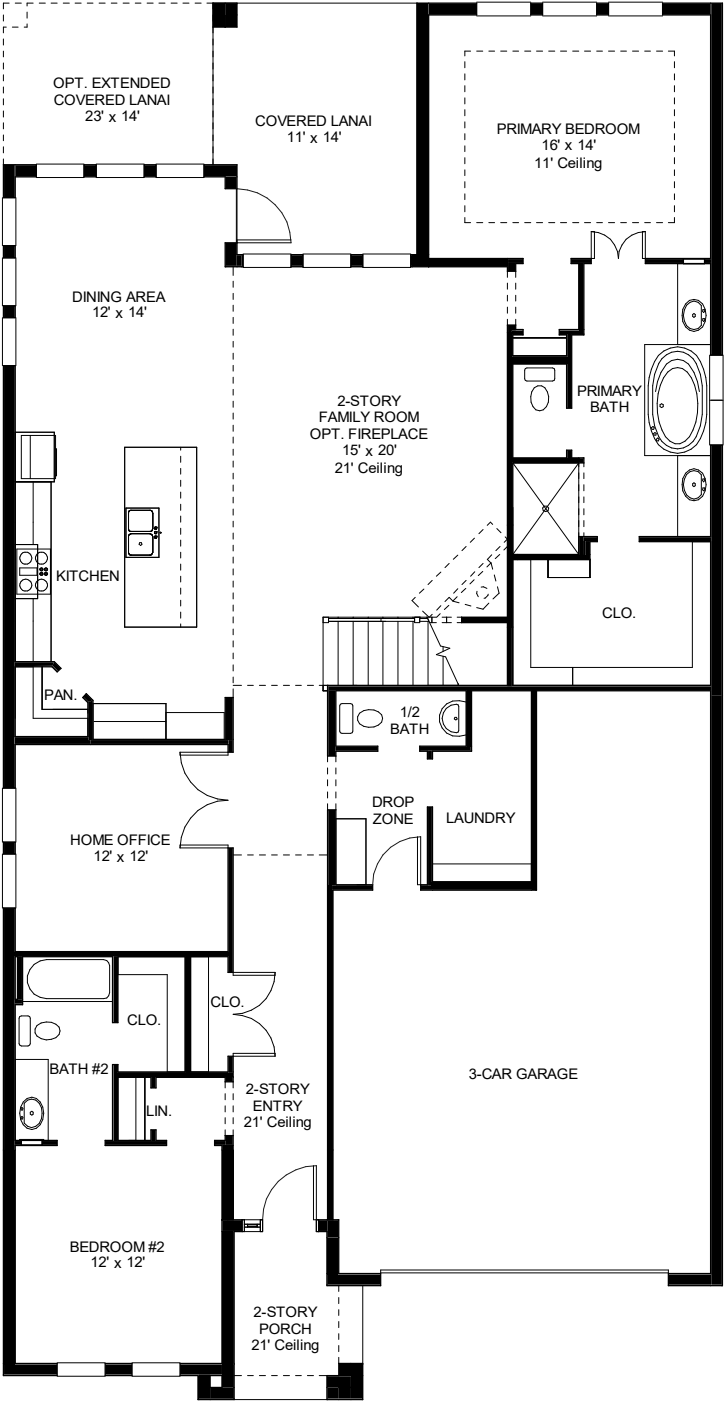 OPT. EXTENDED
COVERED LANAI
23' x 14'
COVERED LANAI
11' x 14'
PRIMARY BEDROOM
16' x 14'
11' Ceiling
DINING AREA
12' x 14'
2-STORY
FAMILY ROOM
OPT. FIREPLACE
15' x 20'
21' Ceiling
PRIMARY
BATH
KITCHEN
CLO.
PAN.
1/2
BATH
DROP
ZONE
LAUNDRY
HOME OFFICE
12' x 12'
CLO.
CLO.
BATH #2
LIN.
2-STORY
ENTRY
21' Ceiling
3-CAR GARAGE
BEDROOM #2
12' x 12'
2-STORY
PORCH
21' Ceiling